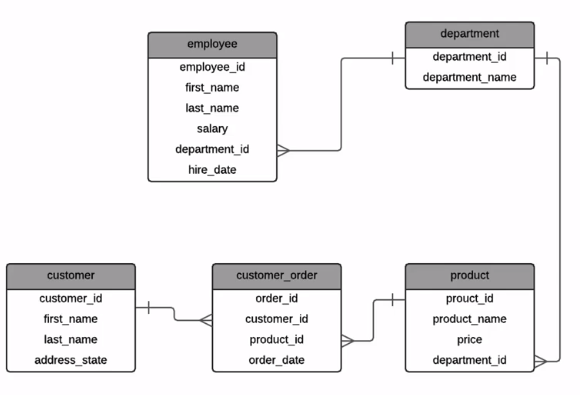 employee
employee_id
first_name
last_name
salary
department_id
hire_date
department
department_id
department_name
customer
customer_id
first_name
last_name
address_state
customer_order
order_id
customer_id
product_id
order_date
product
prouct_id
product_name
price
department_id